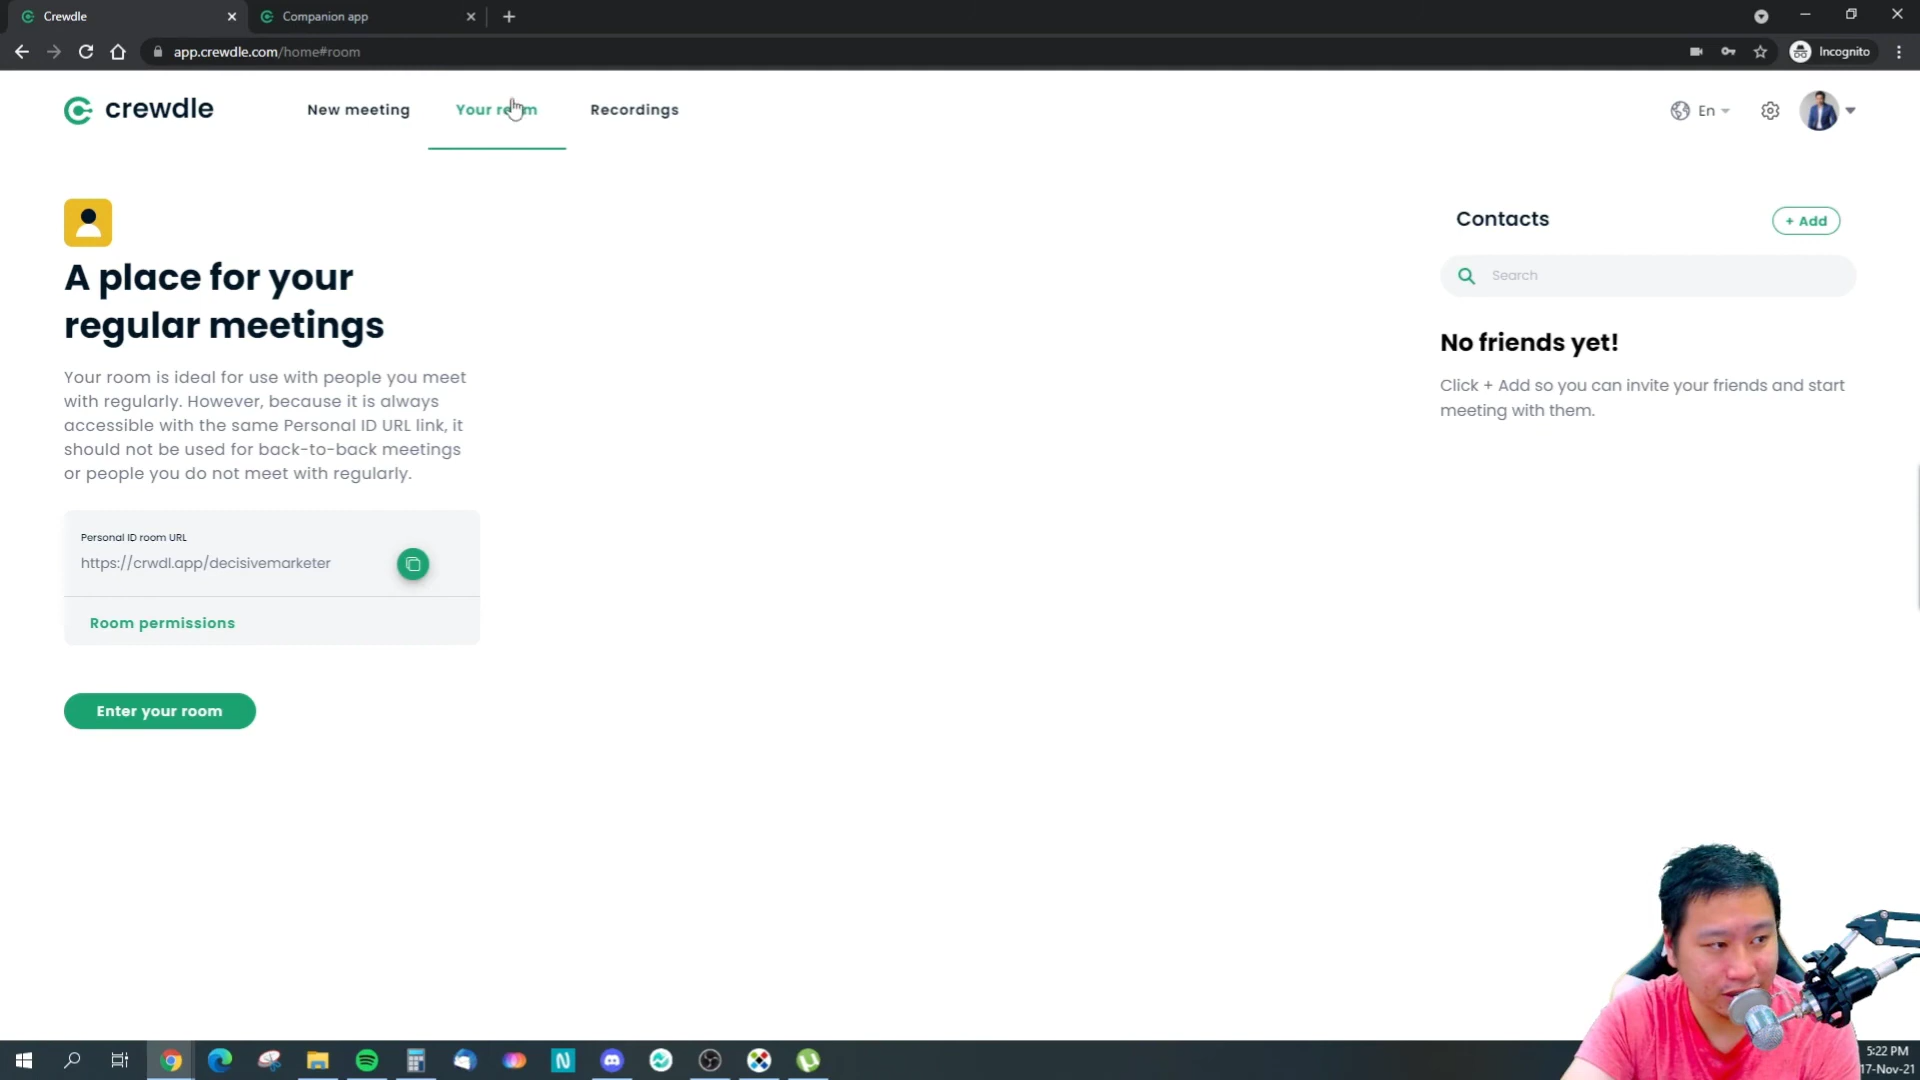 Crewdle
Companion app
app.crewdle.com/home#room
Incognito
crewdle
New meeting
Your room
Recordings
En
A place for your
regular meetings
Your room is ideal for use with people you meet
with regularly. However, because it is always
accessible with the same Personal ID URL link, it
should not be used for back-to-back meetings
or people you do not meet with regularly.
Personal ID room URL
https://crwdl.app/decisivemarketer
Room permissions
Enter your room
Contacts
+ Add
Search
No friends yet!
Click + Add so you can invite your friends and start
meeting with them.
5:22 PM
17-Nov-21